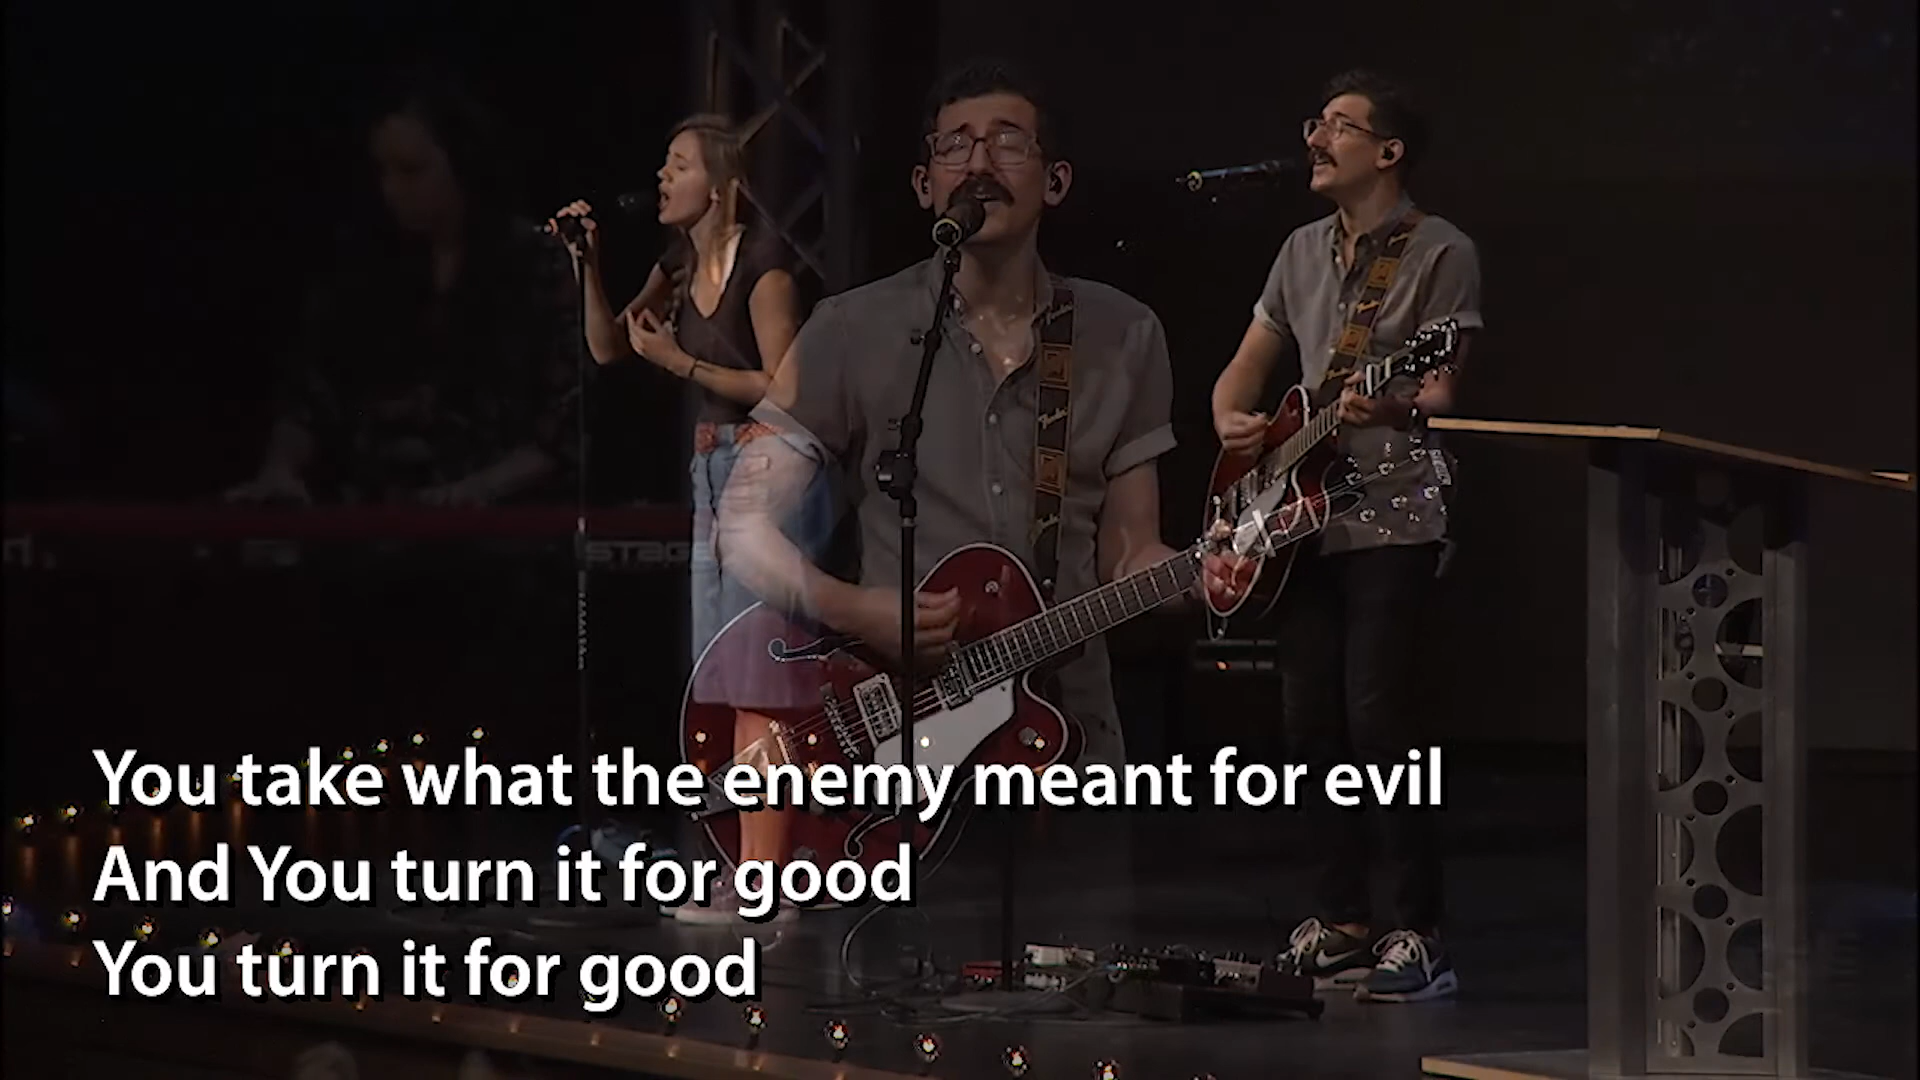 You take what the enemy meant for evil
And You turn it for good
You turn it for good
STAGE